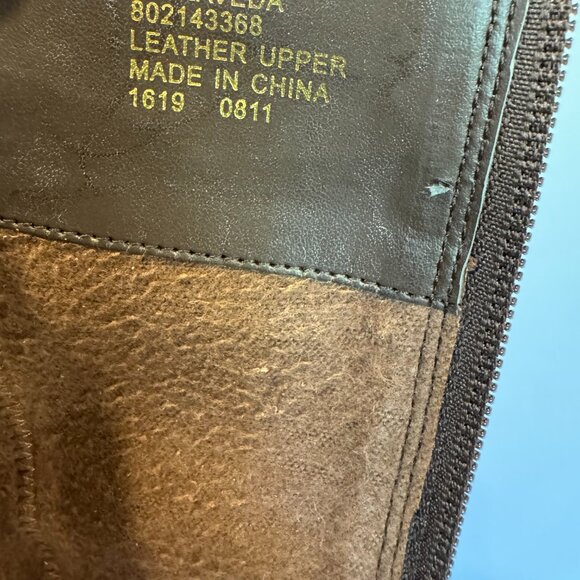 802143368
LEATHER UPPER
MADE IN CHINA
1619 0811